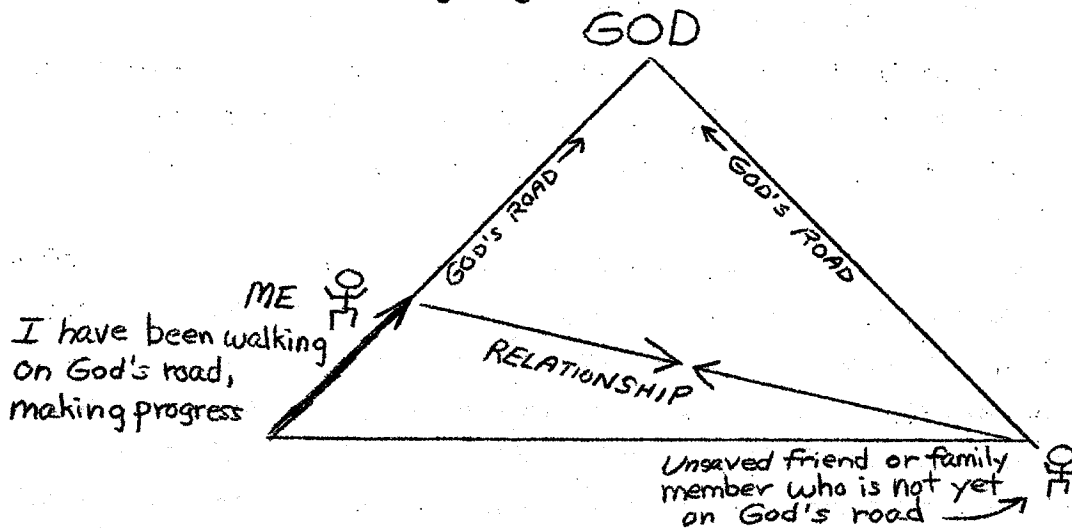 GOD
GOD'S ROAD
GOD'S ROAD
ME
I have been walking
on God's road,
making progress
RELATIONSHIP
Unsaved friend or family
member who is not yet
on God's road